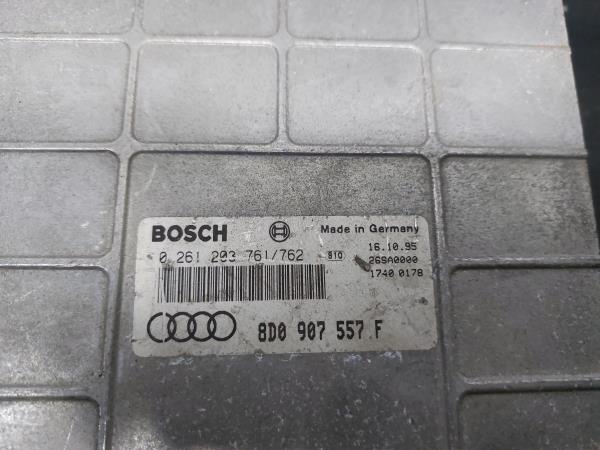 BOSCH
Made in Germany
16.10.95
0 261 203 761/762
810
26SA0000
1740 0178
8D0 907 557 F